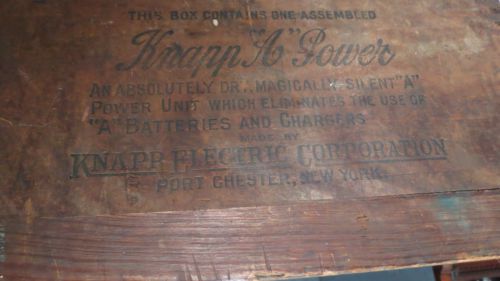 THIS BOX CONTAINS ONE ASSEMBLED
Knapp "A" Power
AN ABSOLUTELY DRY, MAGICALLY SILENT "A"
POWER UNIT WHICH ELIMINATES THE USE OF
"A" BATTERIES AND CHARGERS
MADE BY
KNAPP ELECTRIC CORPORATION
PORT CHESTER, NEW YORK.